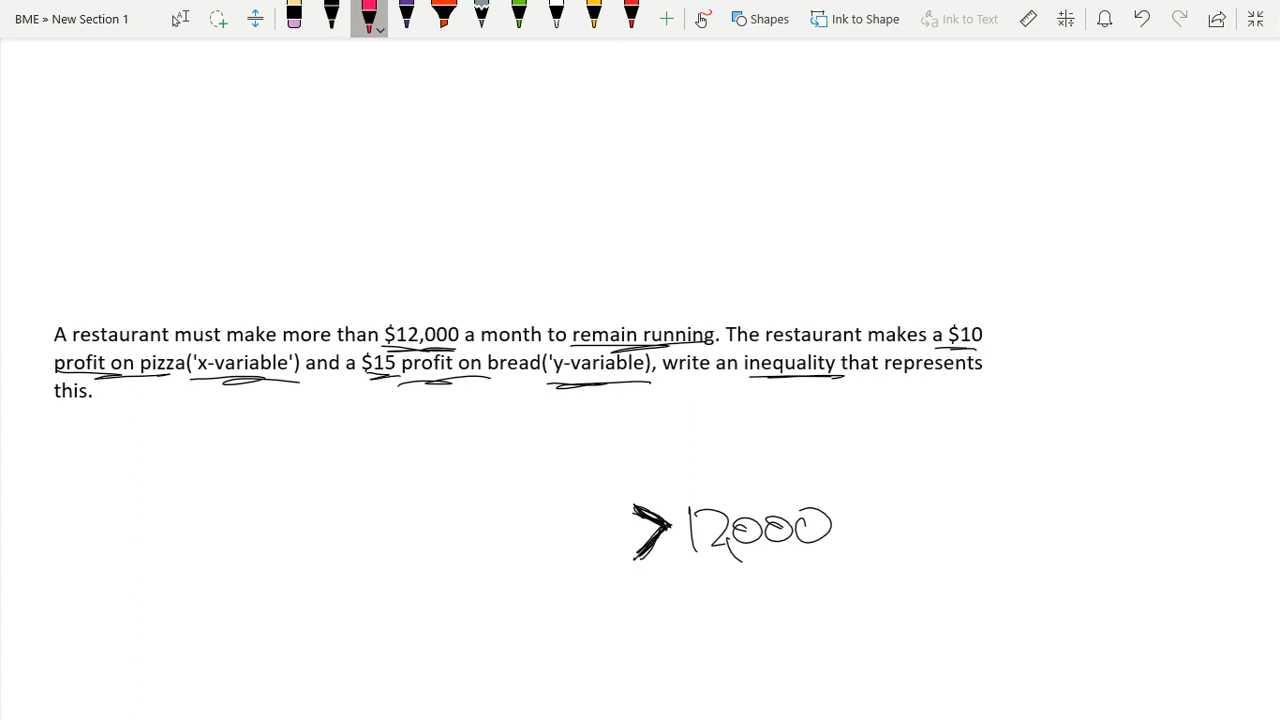 BME » New Section 1 Shapes Ink to Shape Ink to Text
A restaurant must make more than $12,000 a month to remain running. The restaurant makes a $10
profit on pizza('x-variable') and a $15 profit on bread('y-variable), write an inequality that represents
this.
> 12,000